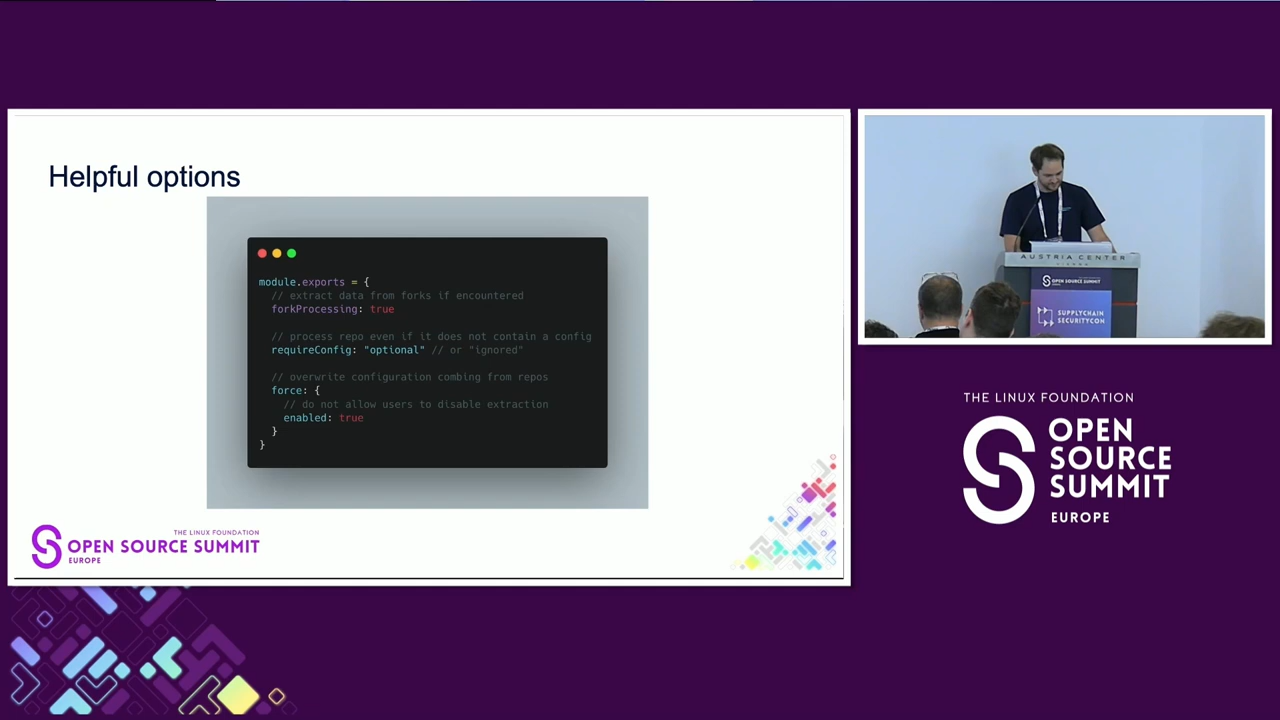 Helpful options
module.exports = {
// extract data from forks if encountered
forkProcessing: true
// process repo even if it does not contain a config
requireConfig: "optional" // or "ignored"
// overwrite configuration combing from repos
force: {
// do not allow users to disable extraction
enabled: true
}
}
THE LINUX FOUNDATION
OPEN SOURCE SUMMIT
EUROPE
AUSTRIA CENTER
OPEN SOURCE SUMMIT
SUPPLYCHAIN
SECURITYCON
THE LINUX FOUNDATION
OPEN
SOURCE
SUMMIT
EUROPE